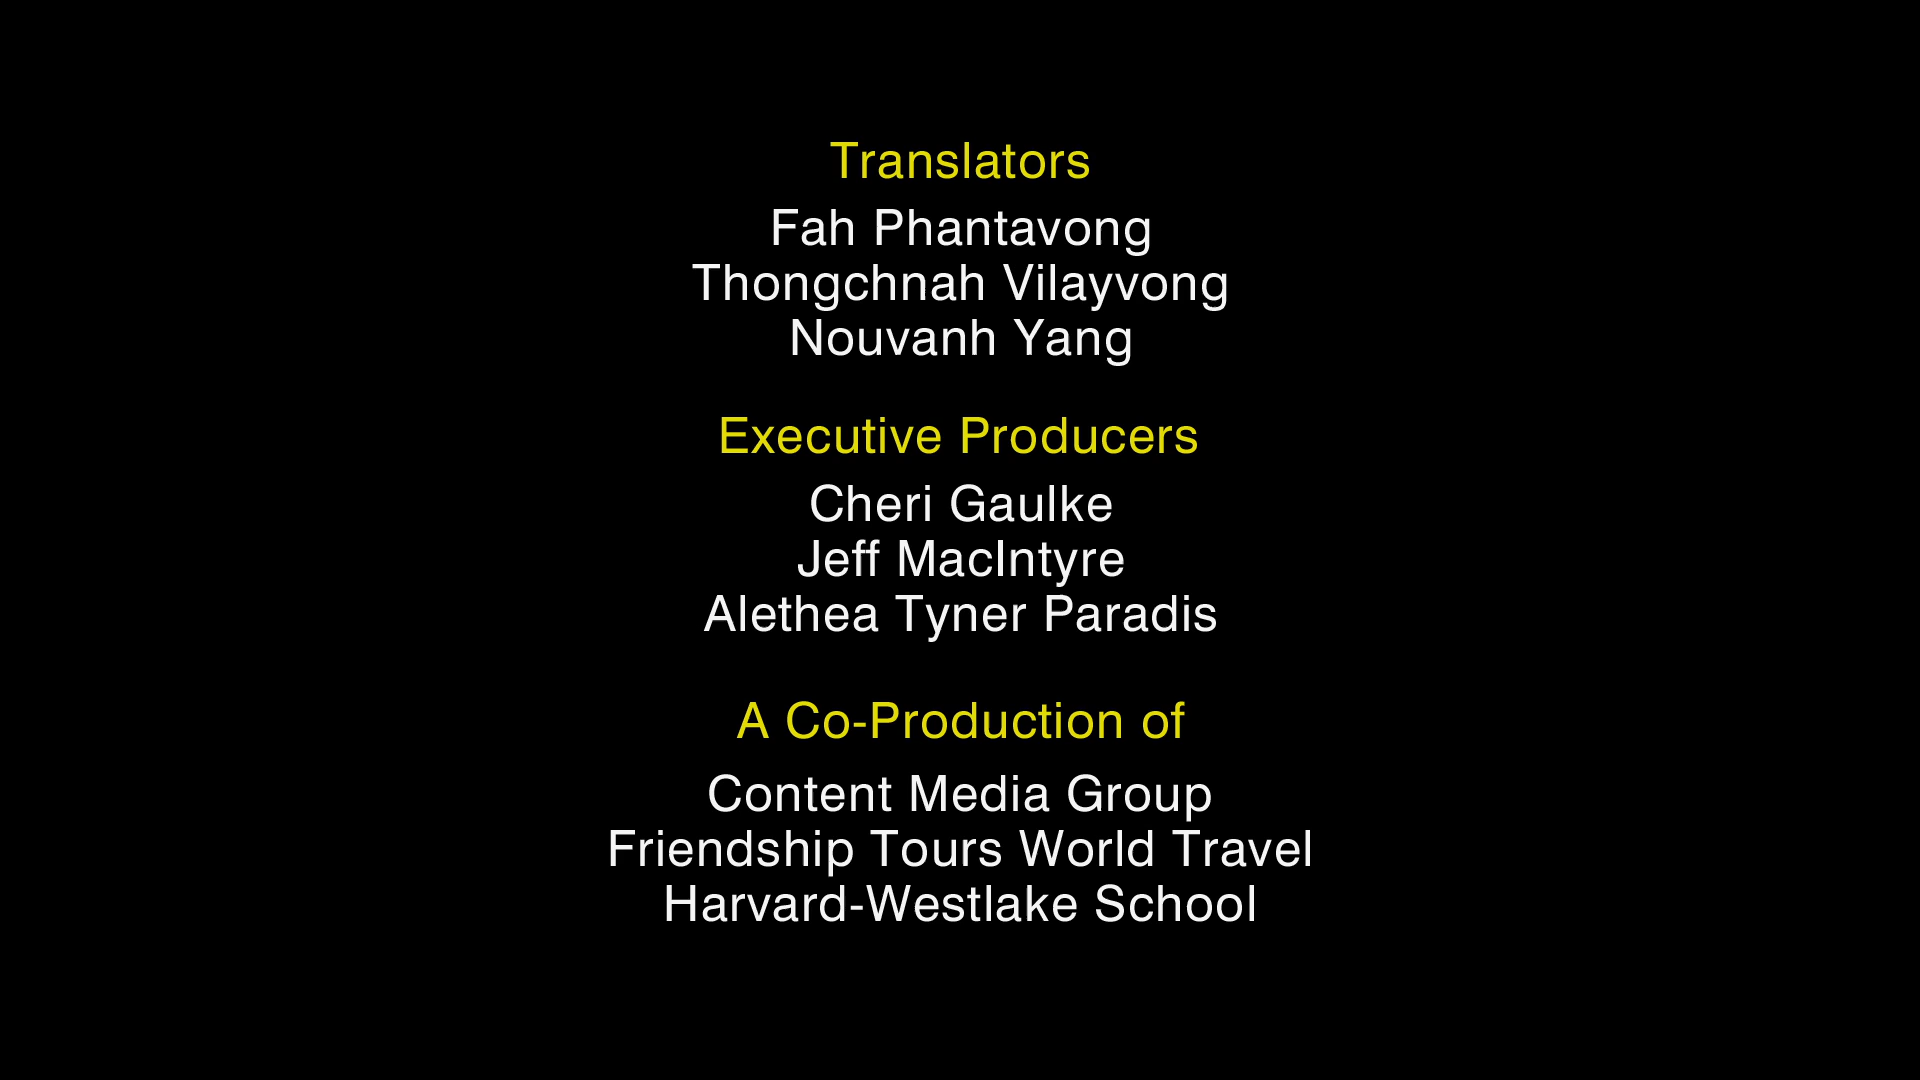 Translators
Fah Phantavong
Thongchnah Vilayvong
Nouvanh Yang
Executive Producers
Cheri Gaulke
Jeff MacIntyre
Alethea Tyner Paradis
A Co-Production of
Content Media Group
Friendship Tours World Travel
Harvard-Westlake School